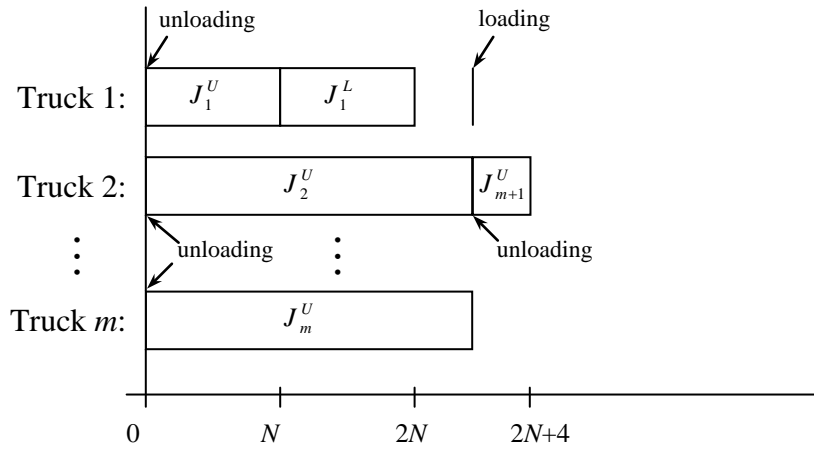 unloading loading
Truck 1: J_1^U J_1^L
Truck 2: J_2^U J_{m+1}^U
unloading unloading
Truck m: J_m^U
0 N 2N 2N+4